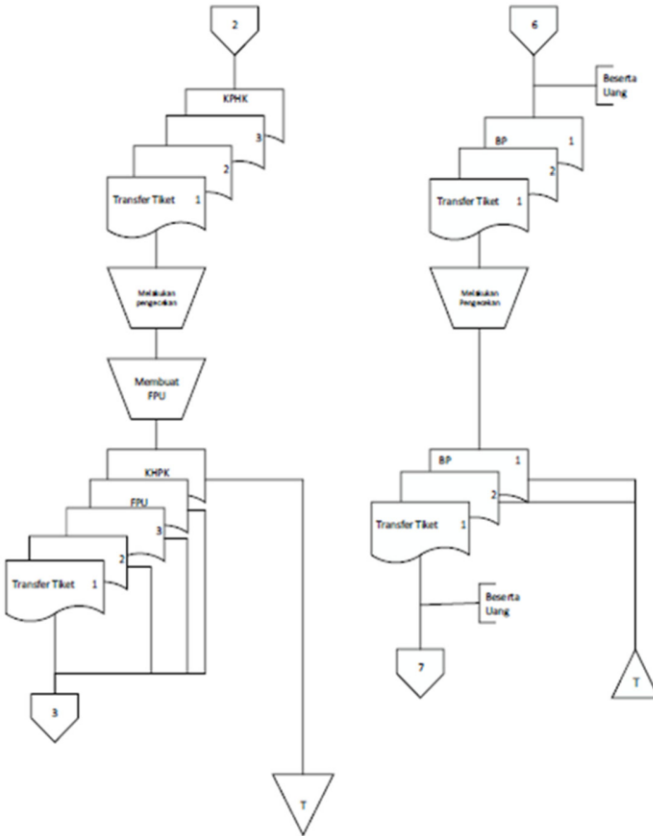 2
KPHK
3
2
Transfer Tiket 1
Melakukan
pengecekan
Membuat
FPU
KHPK
FPU
3
2
Transfer Tiket 1
3
T
6
Beserta
Uang
BP 1
2
Transfer Tiket 1
Melakukan
Pengecekan
BP 1
2
Transfer Tiket 1
Beserta
Uang
7
T